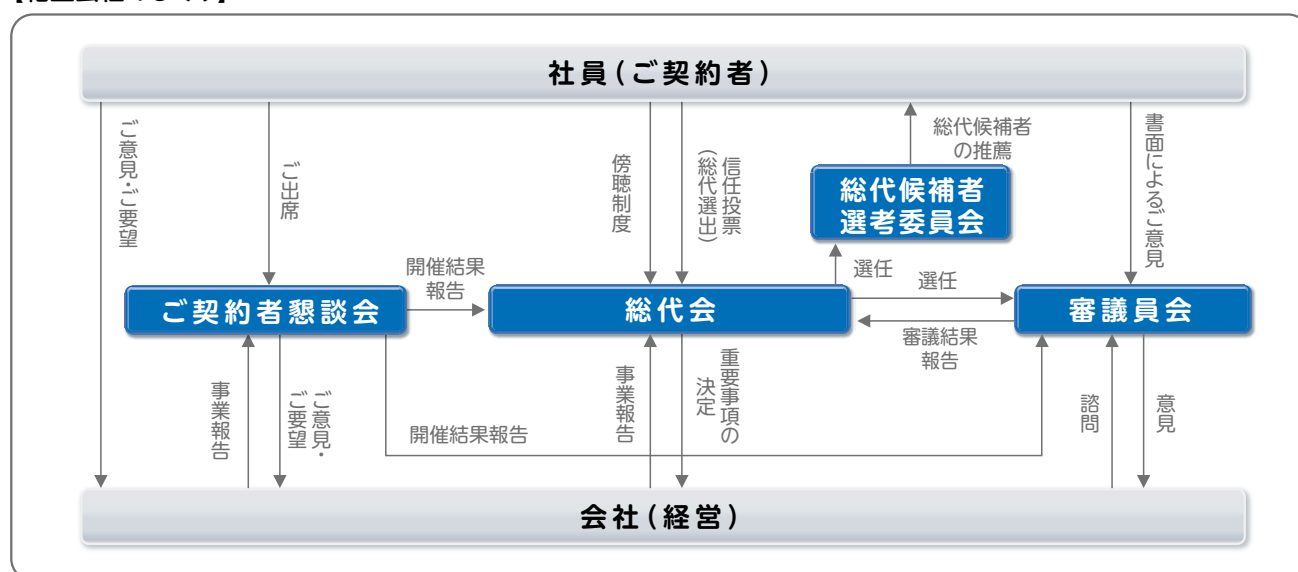 社員(ご契約者)
ご意見・ご要望
ご出席
傍聴制度
信任投票
(総代選出)
総代候補者
の推薦
書面によるご意見
総代候補者
選考委員会
開催結果
報告
選任
選任
ご契約者懇談会
総代会
審議員会
審議結果
報告
事業報告
ご意見・
ご要望
開催結果報告
事業報告
重要事項の
決定
諮問
意見
会社(経営)